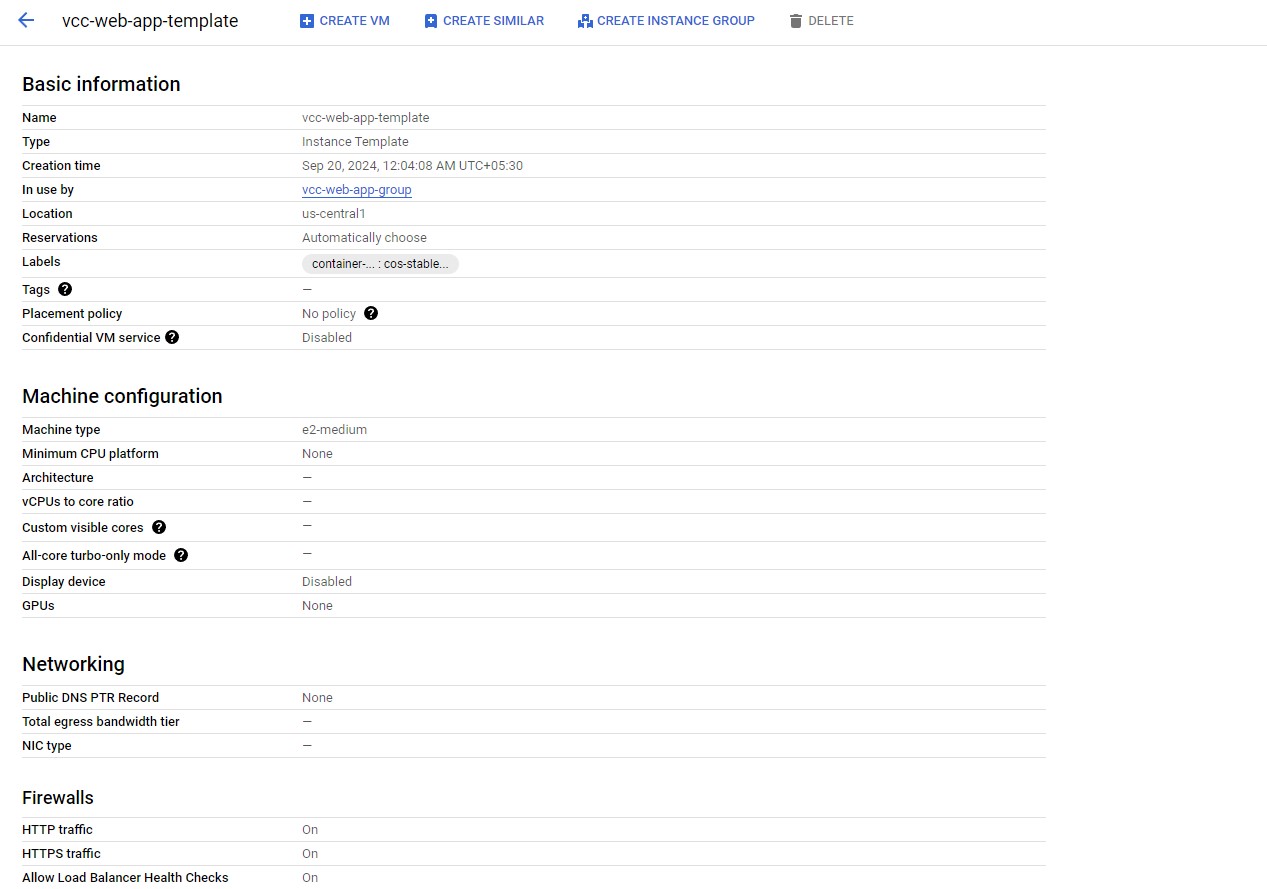 vcc-web-app-template CREATE VM CREATE SIMILAR CREATE INSTANCE GROUP DELETE
Basic information
Name vcc-web-app-template
Type Instance Template
Creation time Sep 20, 2024, 12:04:08 AM UTC+05:30
In use by vcc-web-app-group
Location us-central1
Reservations Automatically choose
Labels container-... : cos-stable...
Tags ? —
Placement policy No policy ?
Confidential VM service ? Disabled
Machine configuration
Machine type e2-medium
Minimum CPU platform None
Architecture —
vCPUs to core ratio —
Custom visible cores ? —
All-core turbo-only mode ? —
Display device Disabled
GPUs None
Networking
Public DNS PTR Record None
Total egress bandwidth tier —
NIC type —
Firewalls
HTTP traffic On
HTTPS traffic On
Allow Load Balancer Health Checks On